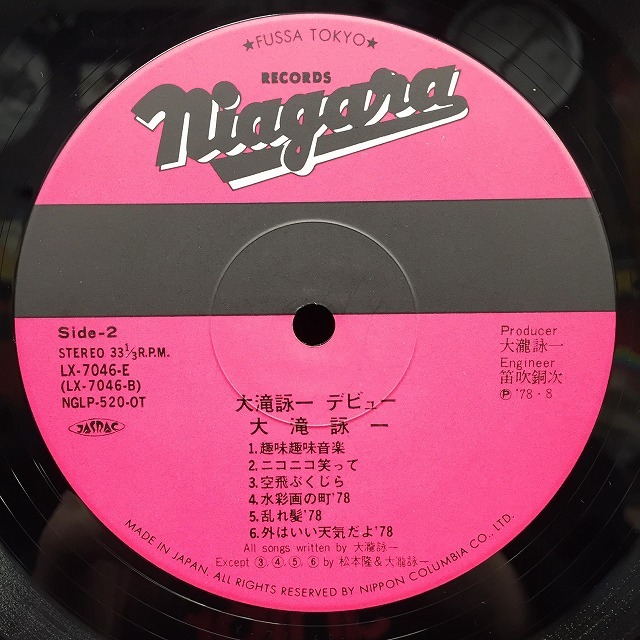 ★FUSSA TOKYO★
RECORDS
Niagara
Side-2
STEREO 33 1/3 R.P.M.
LX-7046-E
(LX-7046-B)
NGLP-520-OT
JASRAC
Producer
大瀧詠一
Engineer
笛吹銅次
Ⓟ '78・8
大滝詠一 デビュー
大滝詠一
1.趣味趣味音楽
2.ニコニコ笑って
3.空飛ぶくじら
4.水彩画の町'78
5.乱れ髪'78
6.外はいい天気だよ'78
All songs written by 大瀧詠一
Except ③,④,⑤,⑥ by 松本隆&大瀧詠一
MADE IN JAPAN. ALL RIGHTS RESERVED BY NIPPON COLUMBIA CO., LTD.